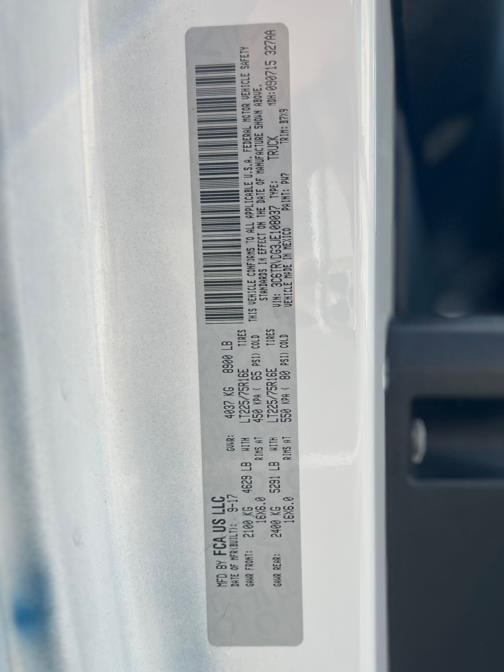 MFD BY FCA US LLC
DATE OF MFR(BUILT): 9-17 GVWR: 4037 KG 8900 LB
GAWR FRONT: 2100 KG 4629 LB WITH LT225/75R16E TIRES
16X6.0 RIMS AT 450 KPA ( 65 PSI) COLD
GAWR REAR: 2400 KG 5291 LB WITH LT225/75R16E TIRES
16X6.0 RIMS AT 550 KPA ( 80 PSI) COLD
THIS VEHICLE CONFORMS TO ALL APPLICABLE U.S.A. FEDERAL MOTOR VEHICLE SAFETY
STANDARDS IN EFFECT ON THE DATE OF MANUFACTURE SHOWN ABOVE.
VIN: 3C6TRVDG3JE108037 TYPE: TRUCK MDH:090715 327AA
VEHICLE MADE IN MEXICO PAINT: PW7 TRIM: B7X9